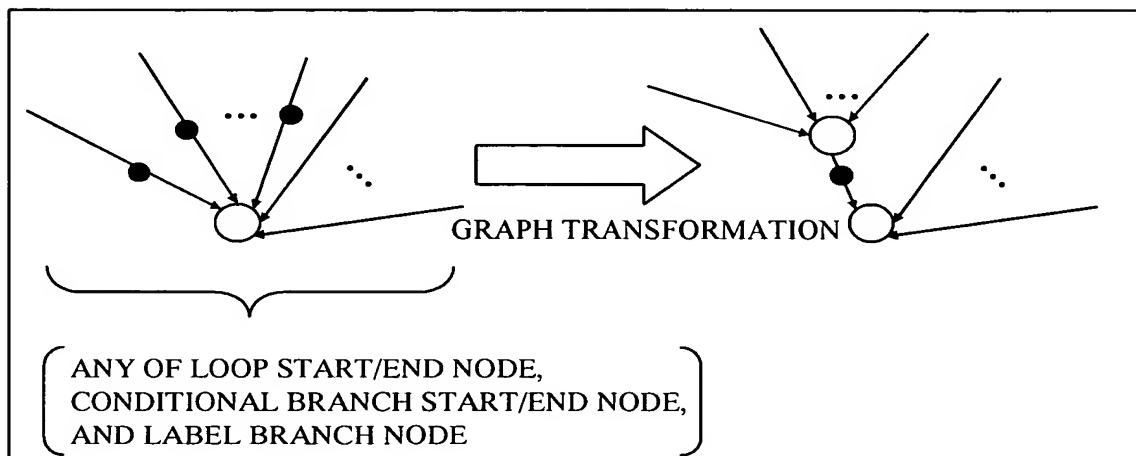 GRAPH TRANSFORMATION
ANY OF LOOP START/END NODE,
CONDITIONAL BRANCH START/END NODE,
AND LABEL BRANCH NODE